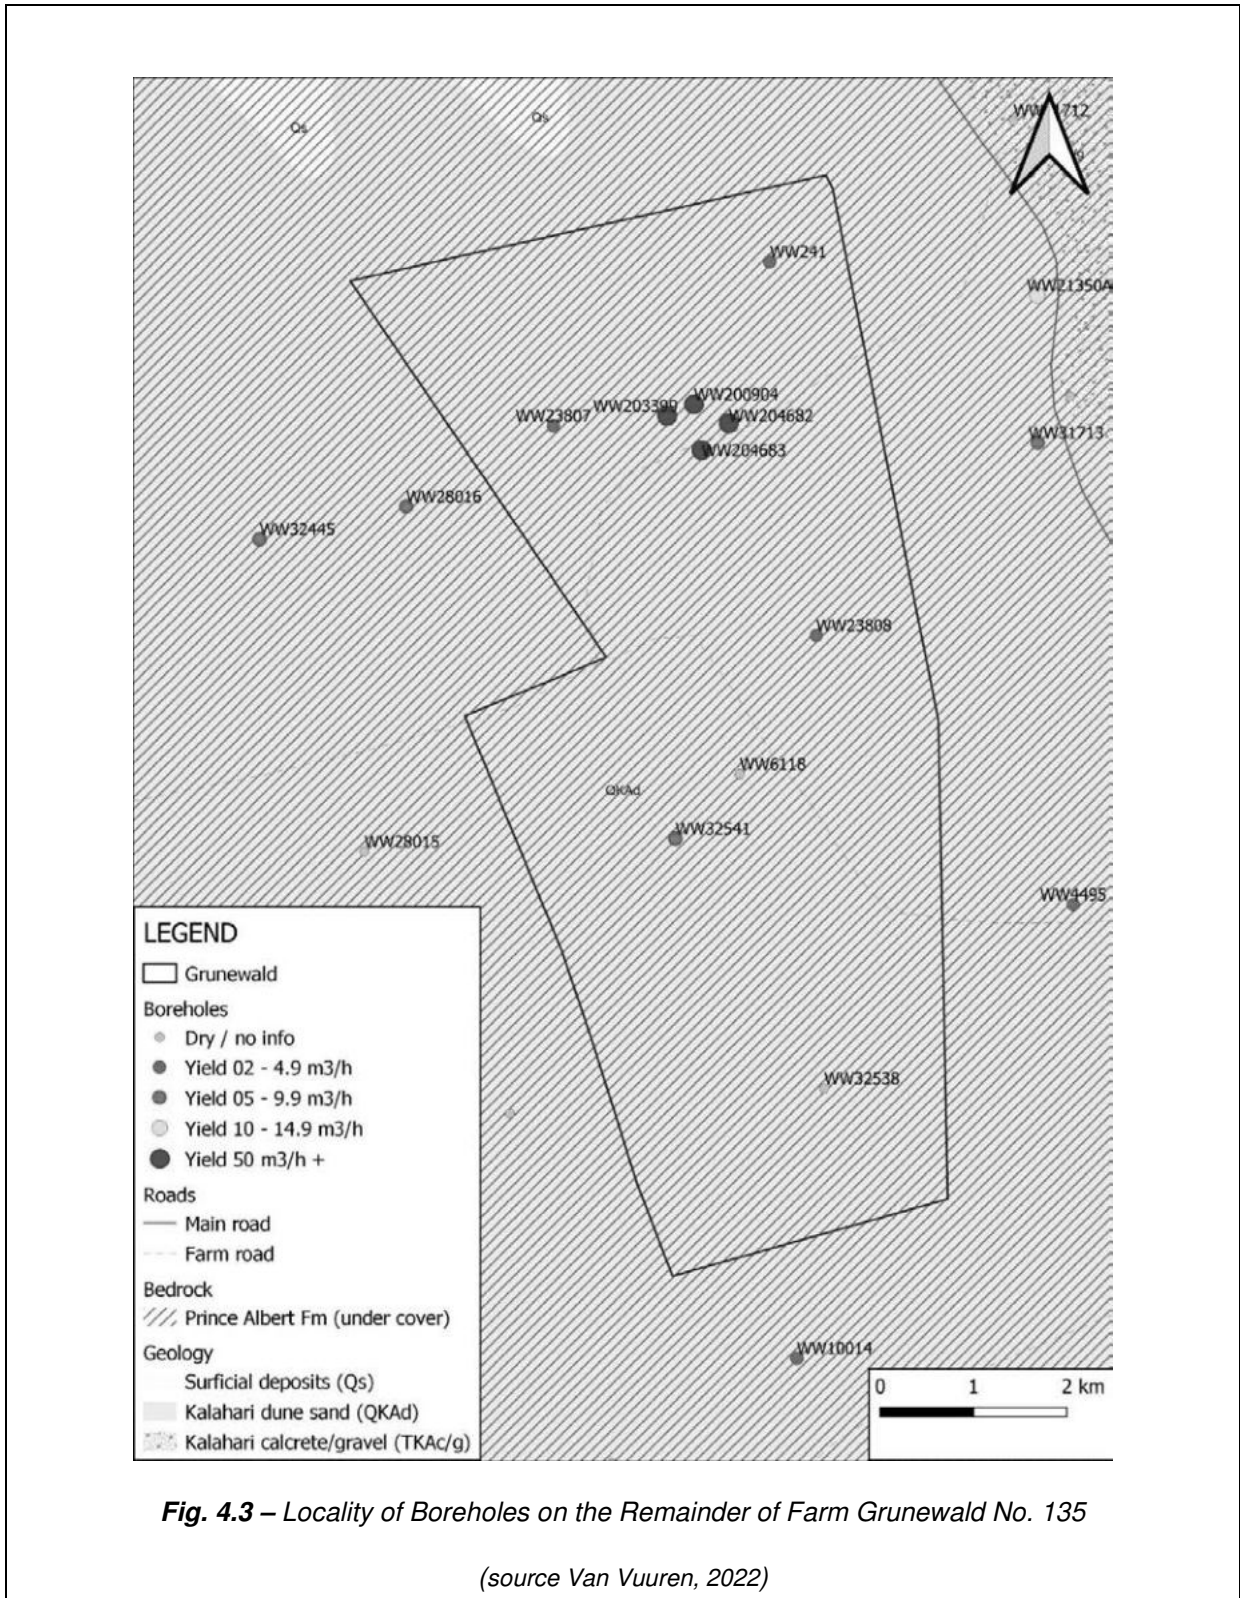 Qs
Qs
WW241
WW21350A
WW200904
WW203399
WW204682
WW23807
WW31713
WW204683
WW28016
WW32445
WW23808
WW6118
QKAd
WW32541
WW28015
WW4495
WW32538
WW10014
LEGEND
Grunewald
Boreholes
Dry / no info
Yield 02 - 4.9 m3/h
Yield 05 - 9.9 m3/h
Yield 10 - 14.9 m3/h
Yield 50 m3/h +
Roads
Main road
Farm road
Bedrock
Prince Albert Fm (under cover)
Geology
Surficial deposits (Qs)
Kalahari dune sand (QKAd)
Kalahari calcrete/gravel (TKAc/g)
0 1 2 km
Fig. 4.3 – Locality of Boreholes on the Remainder of Farm Grunewald No. 135
(source Van Vuuren, 2022)